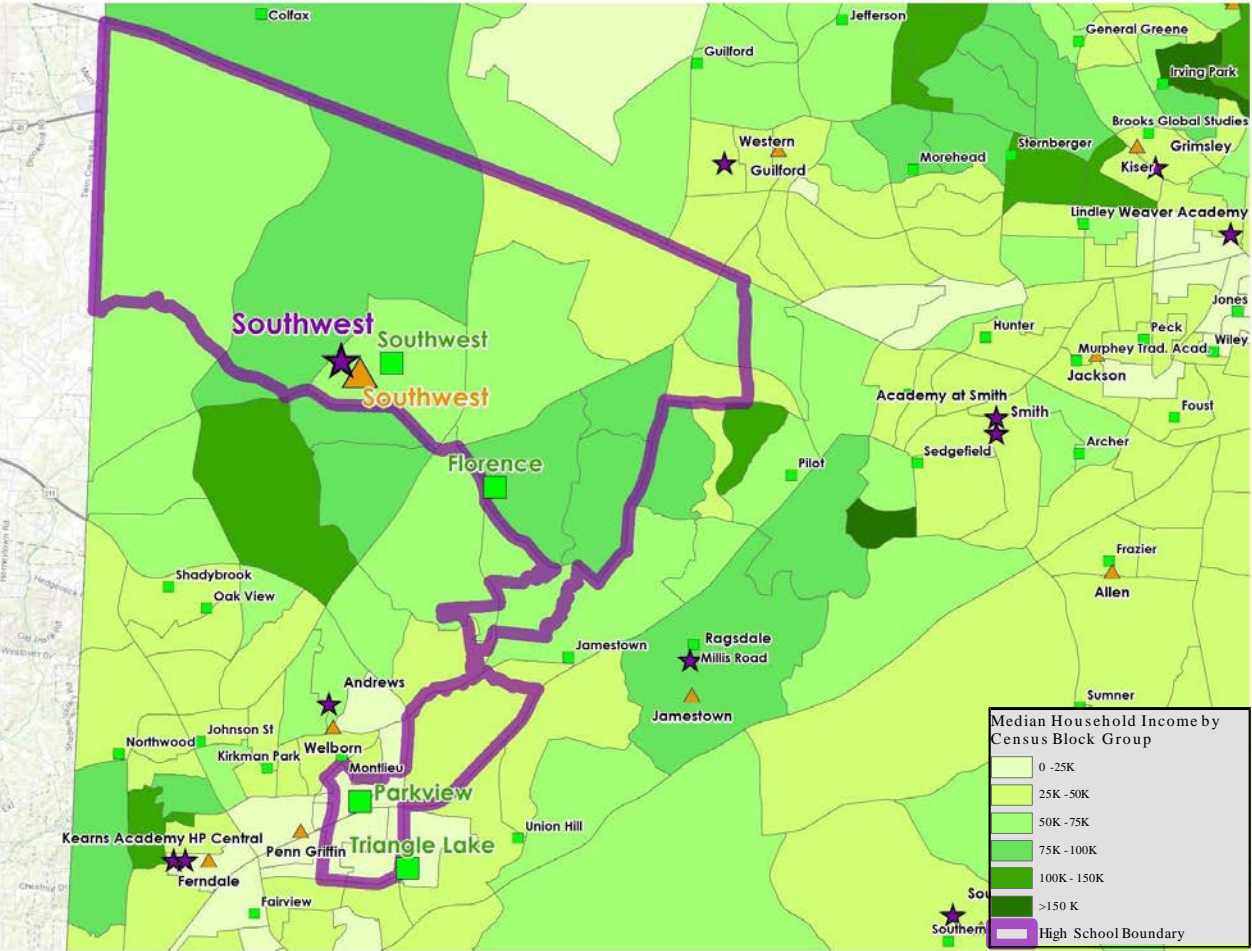 Colfax
Jefferson
General Greene
Guilford
Irving Park
Brooks Global Studies
Western
Guilford
Morehead
Sternberger
Grimsley
Kiser
Lindley
Weaver Academy
Jones
Southwest
Southwest
Southwest
Hunter
Peck
Wiley
Murphey Trad. Acad.
Jackson
Academy at Smith
Smith
Foust
Florence
Pilot
Sedgefield
Archer
311
Shadybrook
Oak View
Frazier
Allen
Jamestown
Ragsdale
Millis Road
Andrews
Jamestown
Sumner
Northwood
Johnson St
Kirkman Park
Welborn
Montlieu
Parkview
Kearns Academy HP Central
Penn Griffin
Triangle Lake
Union Hill
Ferndale
Fairview
Sou
Southern
Median Household Income by
Census Block Group
0 -25K
25K -50K
50K -75K
75K -100K
100K - 150K
>150 K
High School Boundary